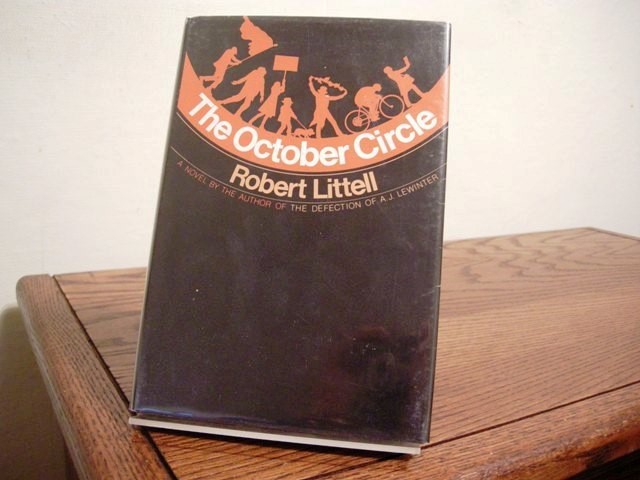 The October Circle
Robert Littell
A NOVEL BY THE AUTHOR OF THE DEFECTION OF A.J. LEWINTER